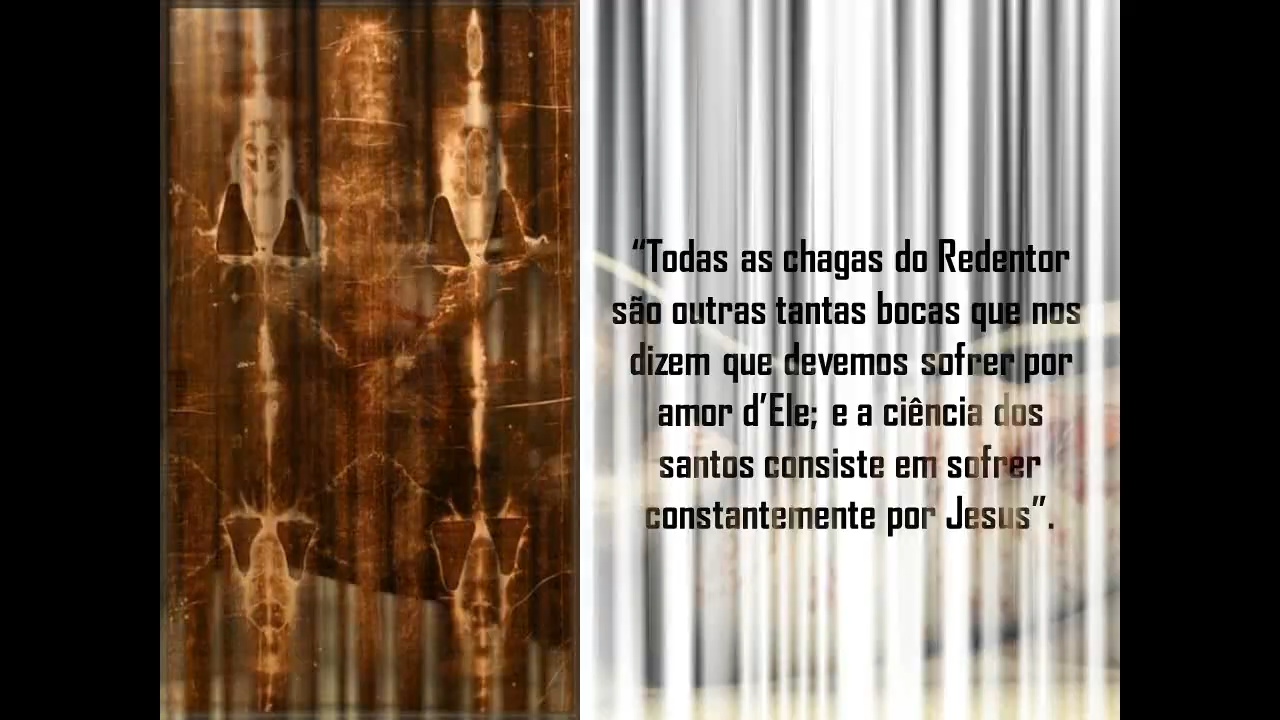 “Todas as chagas do Redentor
são outras tantas bocas que nos
dizem que devemos sofrer por
amor d’Ele; e a ciência dos
santos consiste em sofrer
constantemente por Jesus”.